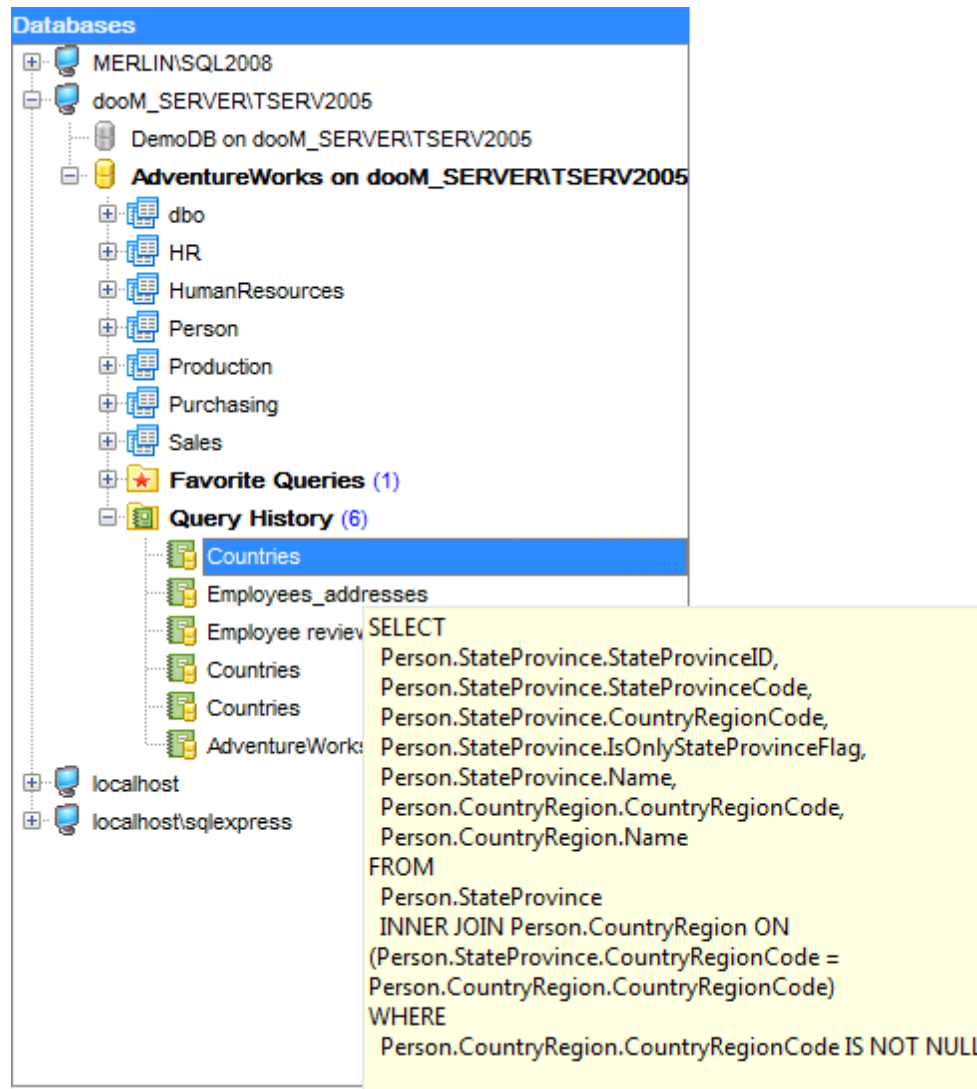 Databases
MERLIN\SQL2008
dooM_SERVER\TSERV2005
DemoDB on dooM_SERVER\TSERV2005
AdventureWorks on dooM_SERVER\TSERV2005
dbo
HR
HumanResources
Person
Production
Purchasing
Sales
Favorite Queries (1)
Query History (6)
Countries
Employees_addresses
Employee
Countries
Countries
localhost
localhost\sqlexpress
SELECT
Person.StateProvince.StateProvinceID,
Person.StateProvince.StateProvinceCode,
Person.StateProvince.CountryRegionCode,
Person.StateProvince.IsOnlyStateProvinceFlag,
Person.StateProvince.Name,
Person.CountryRegion.CountryRegionCode,
Person.CountryRegion.Name
FROM
Person.StateProvince
INNER JOIN Person.CountryRegion ON
(Person.StateProvince.CountryRegionCode =
Person.CountryRegion.CountryRegionCode)
WHERE
Person.CountryRegion.CountryRegionCode IS NOT NULL